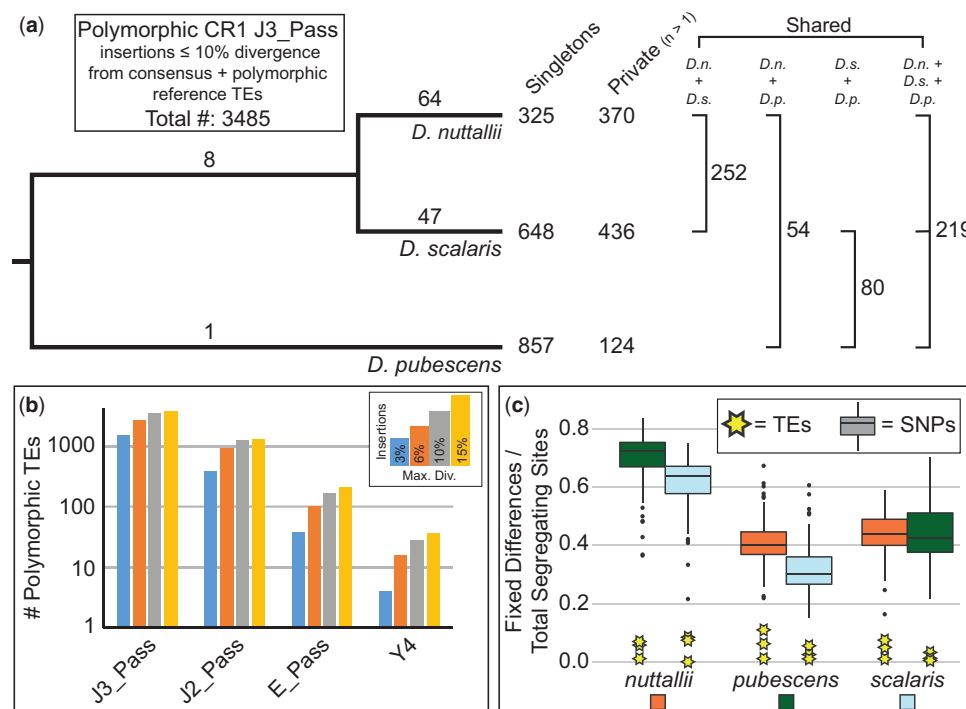 (a)
Polymorphic CR1 J3_Pass
insertions ≤ 10% divergence
from consensus + polymorphic
reference TEs
Total #: 3485
Singletons
Private (n > 1)
Shared
D.n. + D.s.
D.n. + D.p.
D.s. + D.p.
D.n. + D.s. + D.p.
64
D. nuttallii
325
370
8
252
47
D. scalaris
648
436
54
219
80
1
D. pubescens
857
124
(b)
# Polymorphic TEs
1000
100
10
1
J3_Pass
J2_Pass
E_Pass
Y4
Insertions
3%
6%
10%
15%
Max. Div.
(c)
Fixed Differences /
Total Segregating Sites
0.8
0.6
0.4
0.2
0.0
= TEs
= SNPs
nuttallii
pubescens
scalaris